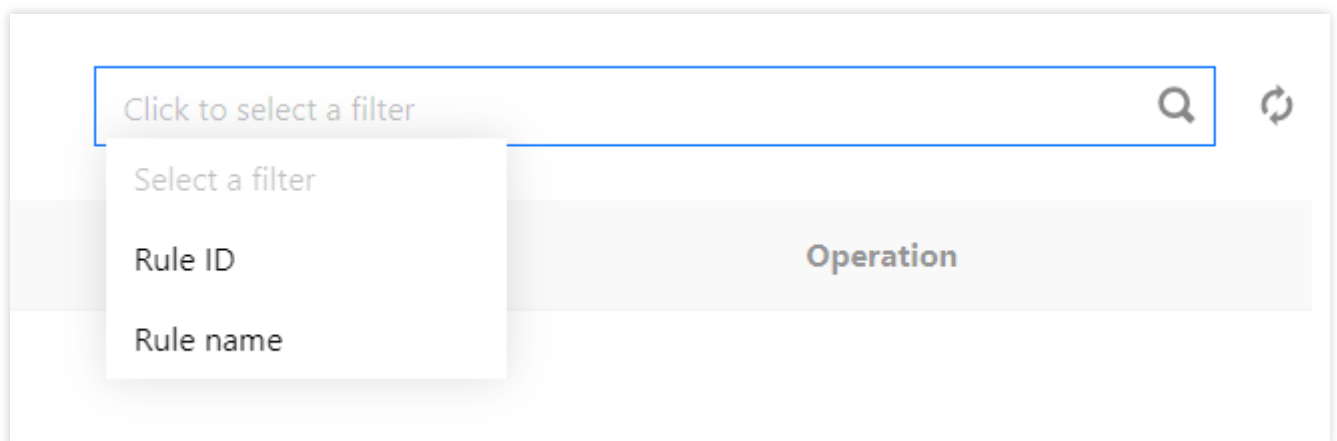 Click to select a filter
Select a filter
Rule ID
Operation
Rule name